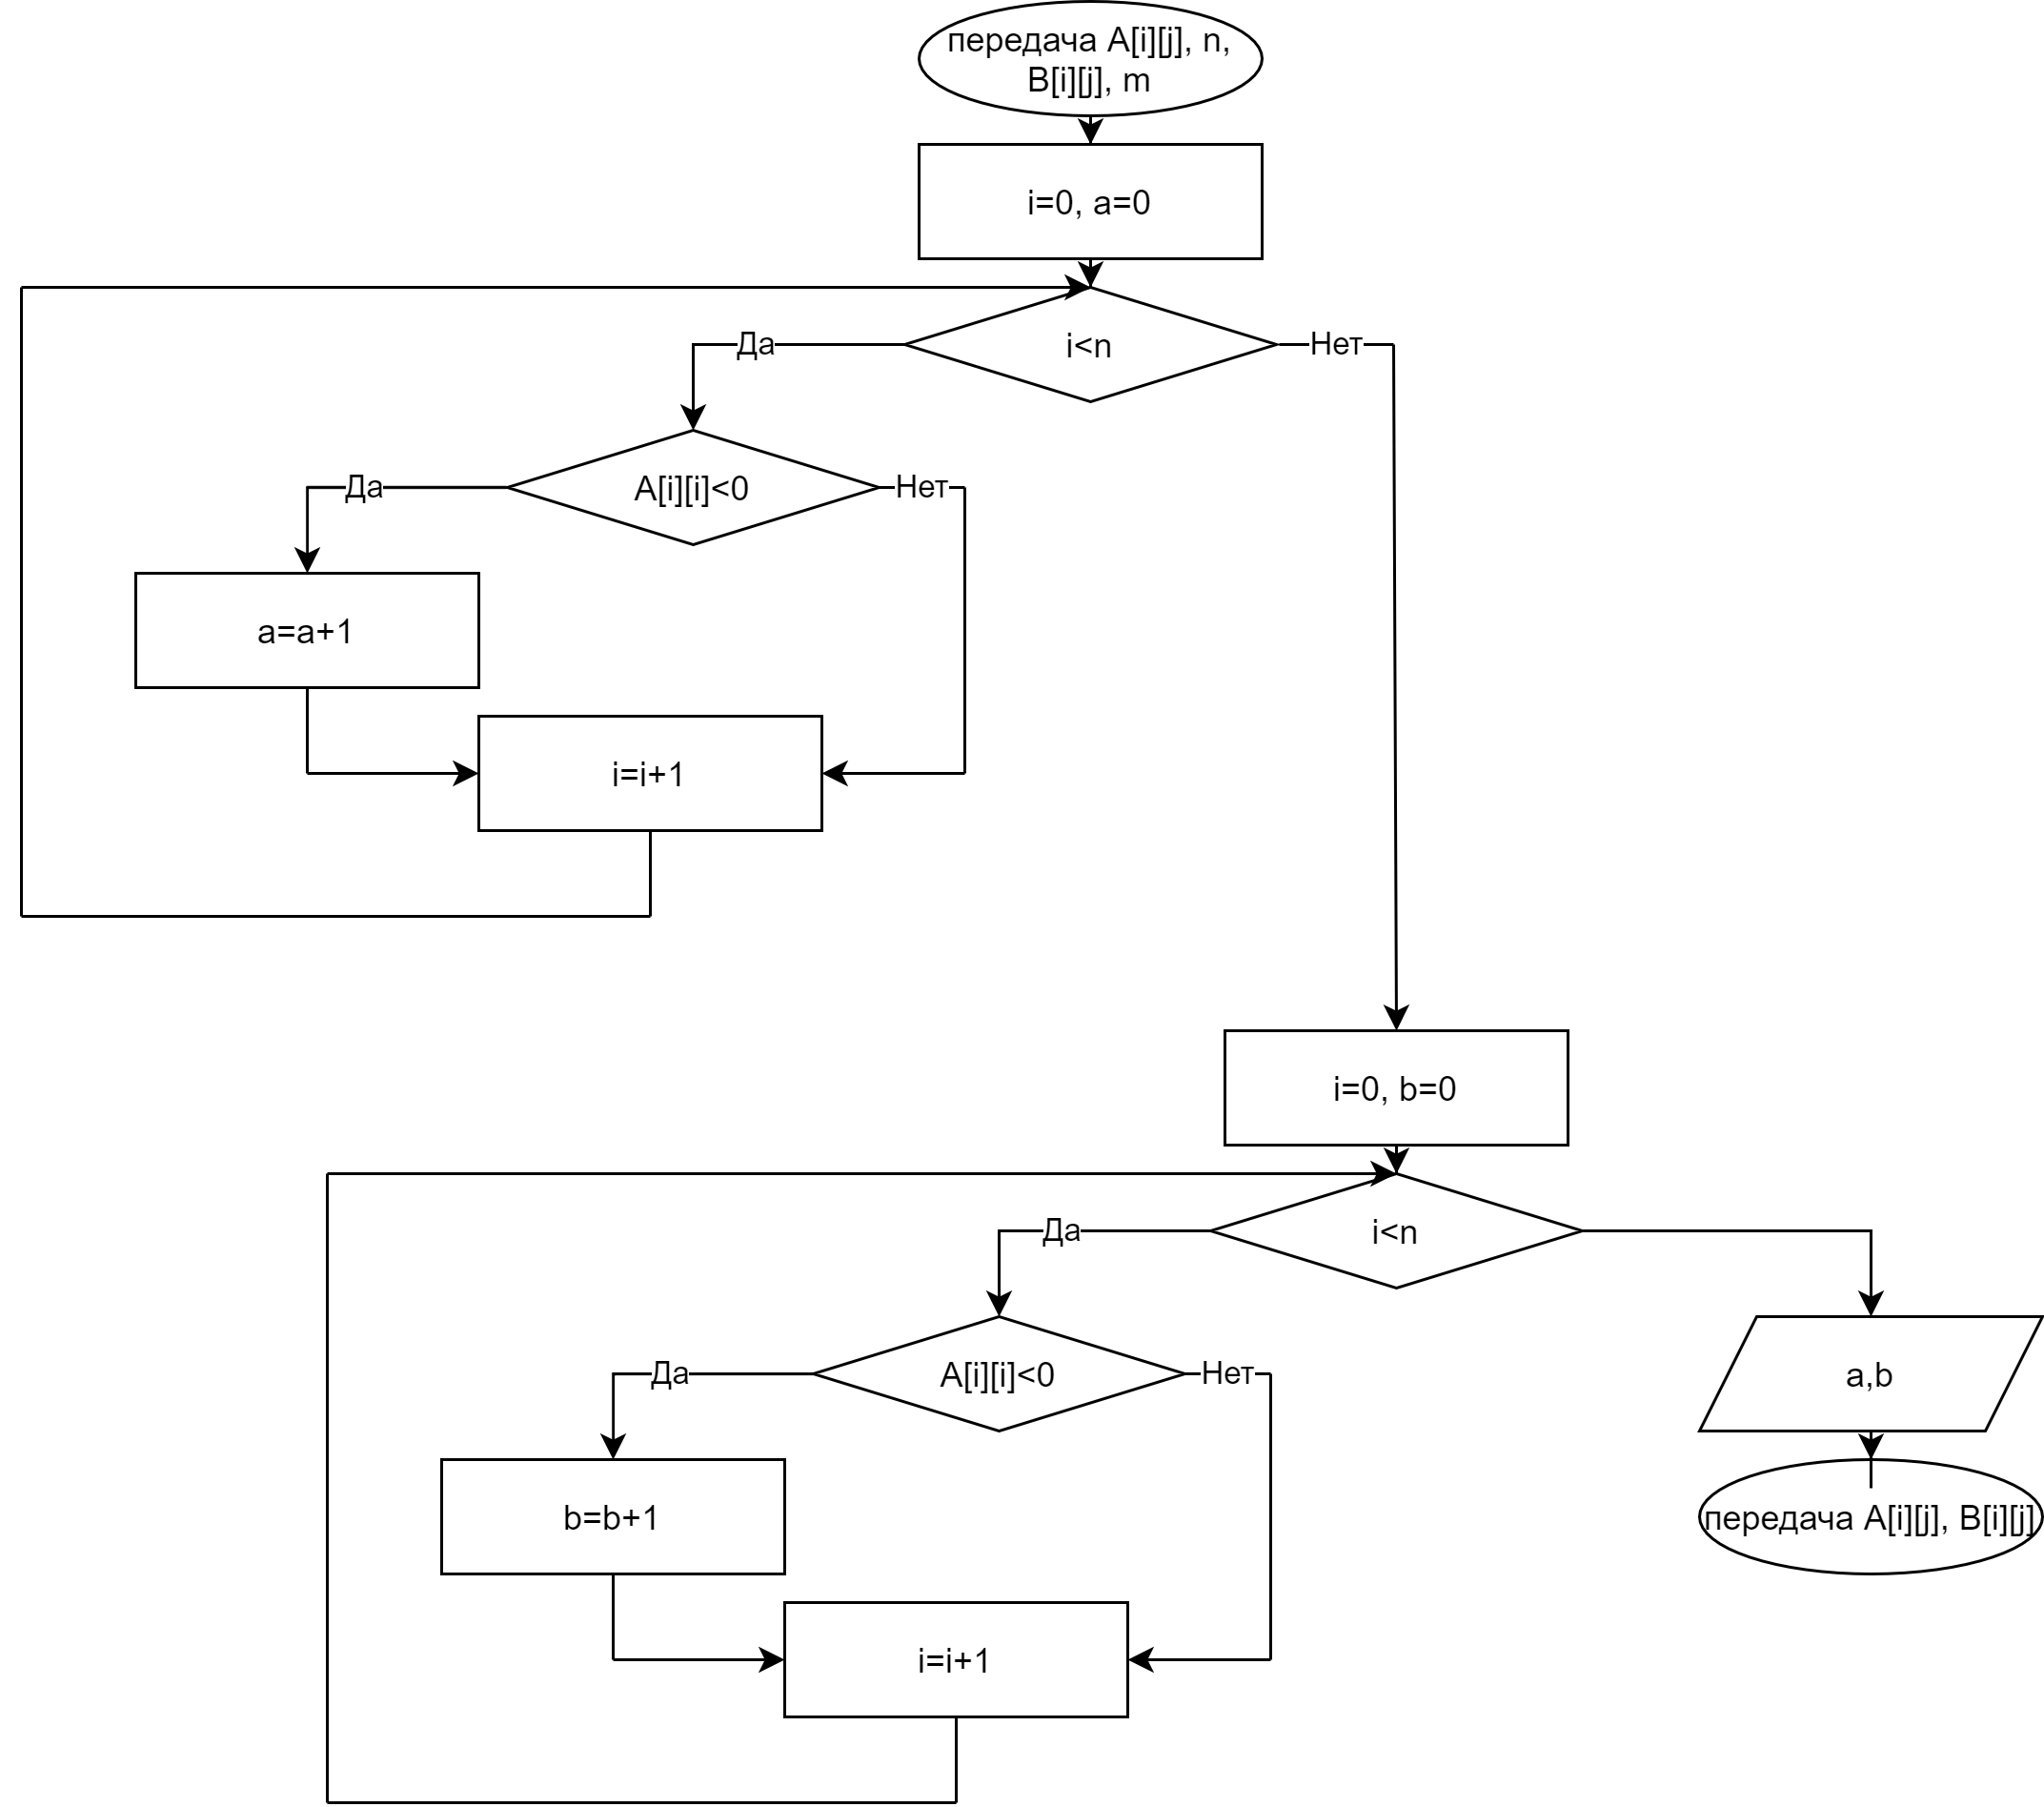 передача A[i][j], n,
B[i][j], m
i=0, a=0
i<n
Да
Нет
A[i][i]<0
Да
Нет
a=a+1
i=i+1
i=0, b=0
i<n
Да
A[i][i]<0
Да
Нет
a,b
b=b+1
передача A[i][j], B[i][j]
i=i+1